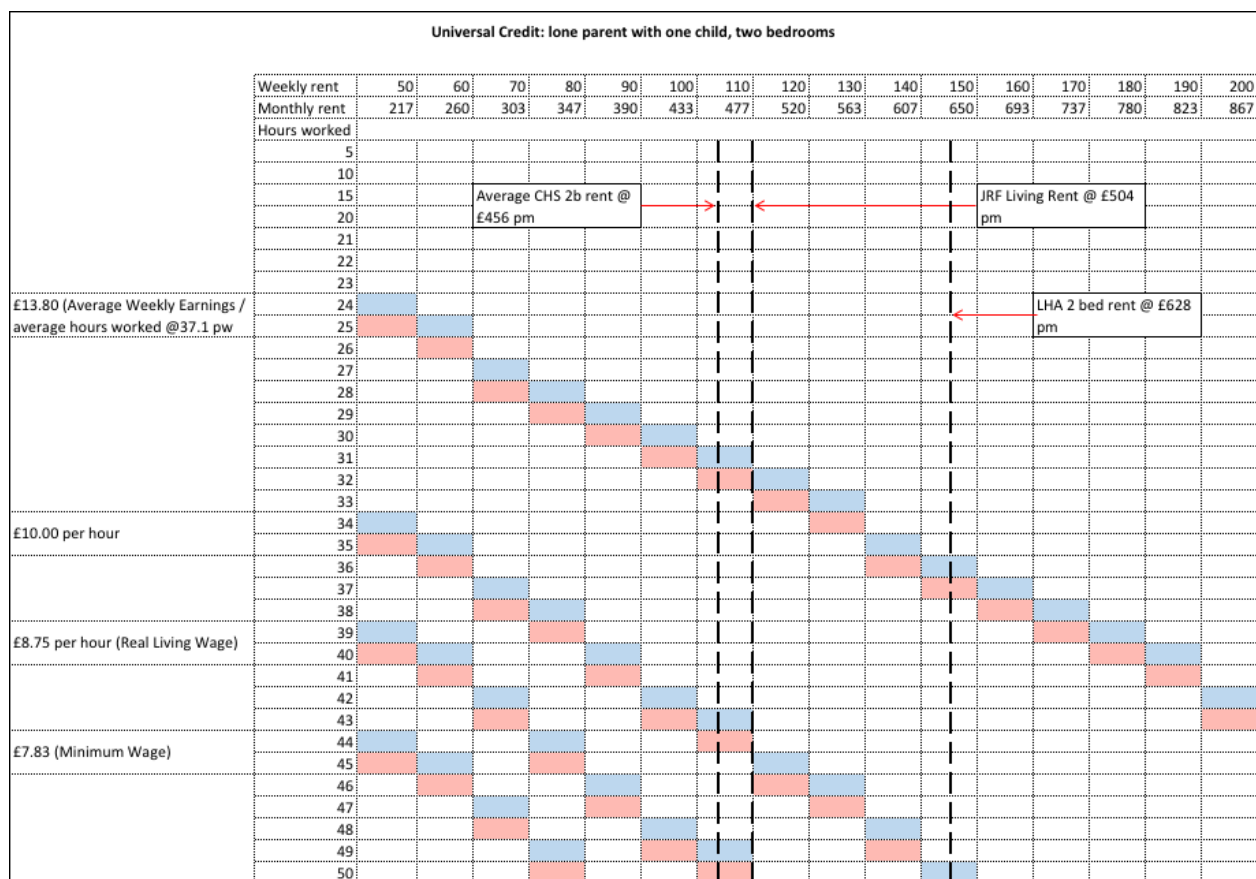 Universal Credit: lone parent with one child, two bedrooms
Weekly rent 50 60 70 80 90 100 110 120 130 140 150 160 170 180 190 200
Monthly rent 217 260 303 347 390 433 477 520 563 607 650 693 737 780 823 867
Hours worked
5
10
15
Average CHS 2b rent @
£456 pm
JRF Living Rent @ £504
pm
20
21
22
23
£13.80 (Average Weekly Earnings /
average hours worked @37.1 pw
24
LHA 2 bed rent @ £628
pm
25
26
27
28
29
30
31
32
33
£10.00 per hour
34
35
36
37
38
£8.75 per hour (Real Living Wage)
39
40
41
42
43
£7.83 (Minimum Wage)
44
45
46
47
48
49
50